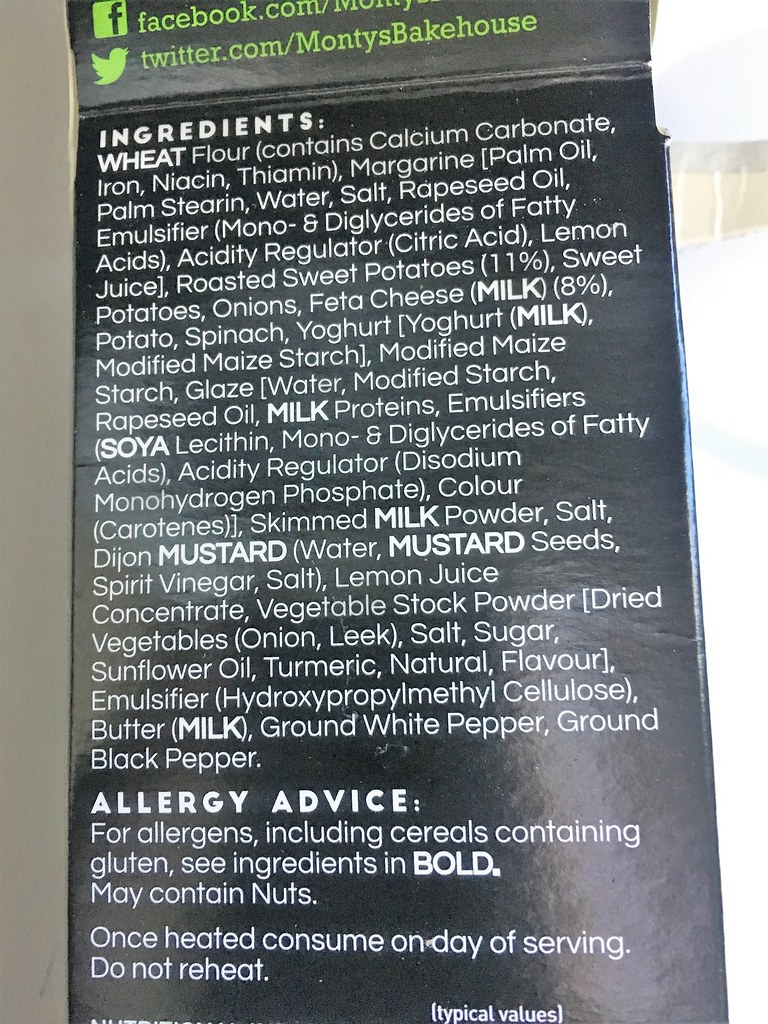 facebook.com/Montys
twitter.com/MontysBakehouse
INGREDIENTS:
WHEAT Flour (contains Calcium Carbonate,
Iron, Niacin, Thiamin), Margarine [Palm Oil,
Palm Stearin, Water, Salt, Rapeseed Oil,
Emulsifier (Mono- & Diglycerides of Fatty
Acids), Acidity Regulator (Citric Acid), Lemon
Juice], Roasted Sweet Potatoes (11%), Sweet
Potatoes, Onions, Feta Cheese (MILK) (8%),
Potato, Spinach, Yoghurt [Yoghurt (MILK),
Modified Maize Starch], Modified Maize
Starch, Glaze [Water, Modified Starch,
Rapeseed Oil, MILK Proteins, Emulsifiers
(SOYA Lecithin, Mono- & Diglycerides of Fatty
Acids), Acidity Regulator (Disodium
Monohydrogen Phosphate), Colour
(Carotenes)], Skimmed MILK Powder, Salt,
Dijon MUSTARD (Water, MUSTARD Seeds,
Spirit Vinegar, Salt), Lemon Juice
Concentrate, Vegetable Stock Powder [Dried
Vegetables (Onion, Leek), Salt, Sugar,
Sunflower Oil, Turmeric, Natural, Flavour],
Emulsifier (Hydroxypropylmethyl Cellulose),
Butter (MILK), Ground White Pepper, Ground
Black Pepper.
ALLERGY ADVICE:
For allergens, including cereals containing
gluten, see ingredients in BOLD.
May contain Nuts.
Once heated consume on day of serving.
Do not reheat.
(typical values)